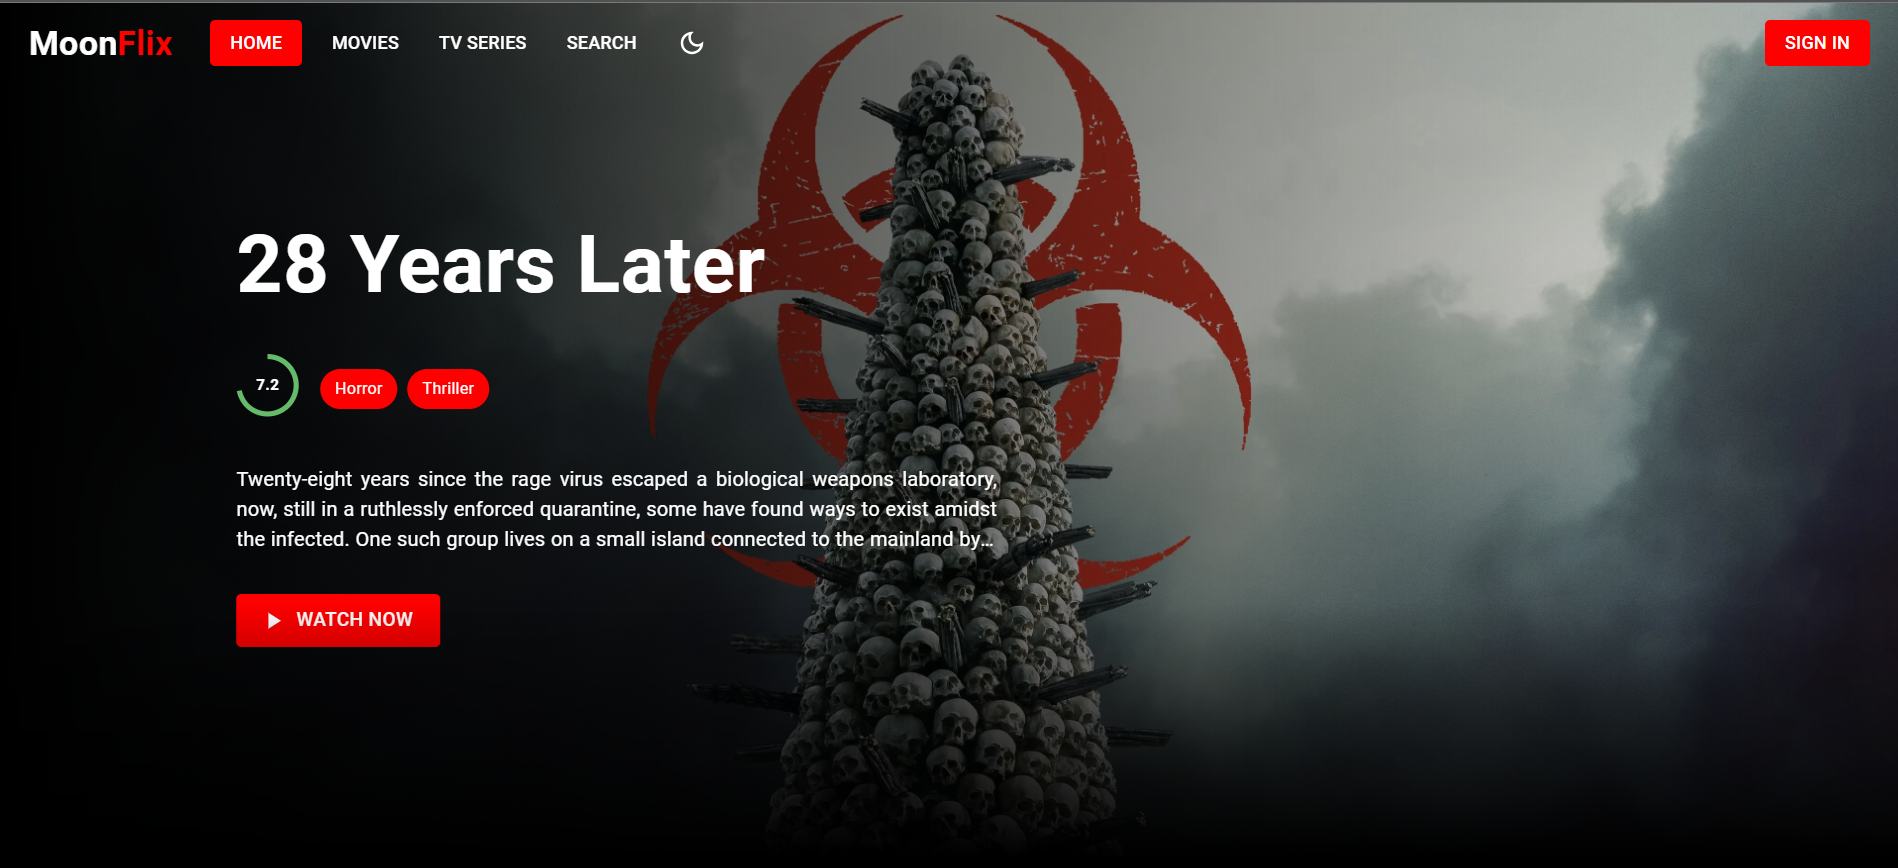 MoonFlix HOME MOVIES TV SERIES SEARCH SIGN IN
28 Years Later
7.2 Horror Thriller
Twenty-eight years since the rage virus escaped a biological weapons laboratory,
now, still in a ruthlessly enforced quarantine, some have found ways to exist amidst
the infected. One such group lives on a small island connected to the mainland by...
WATCH NOW